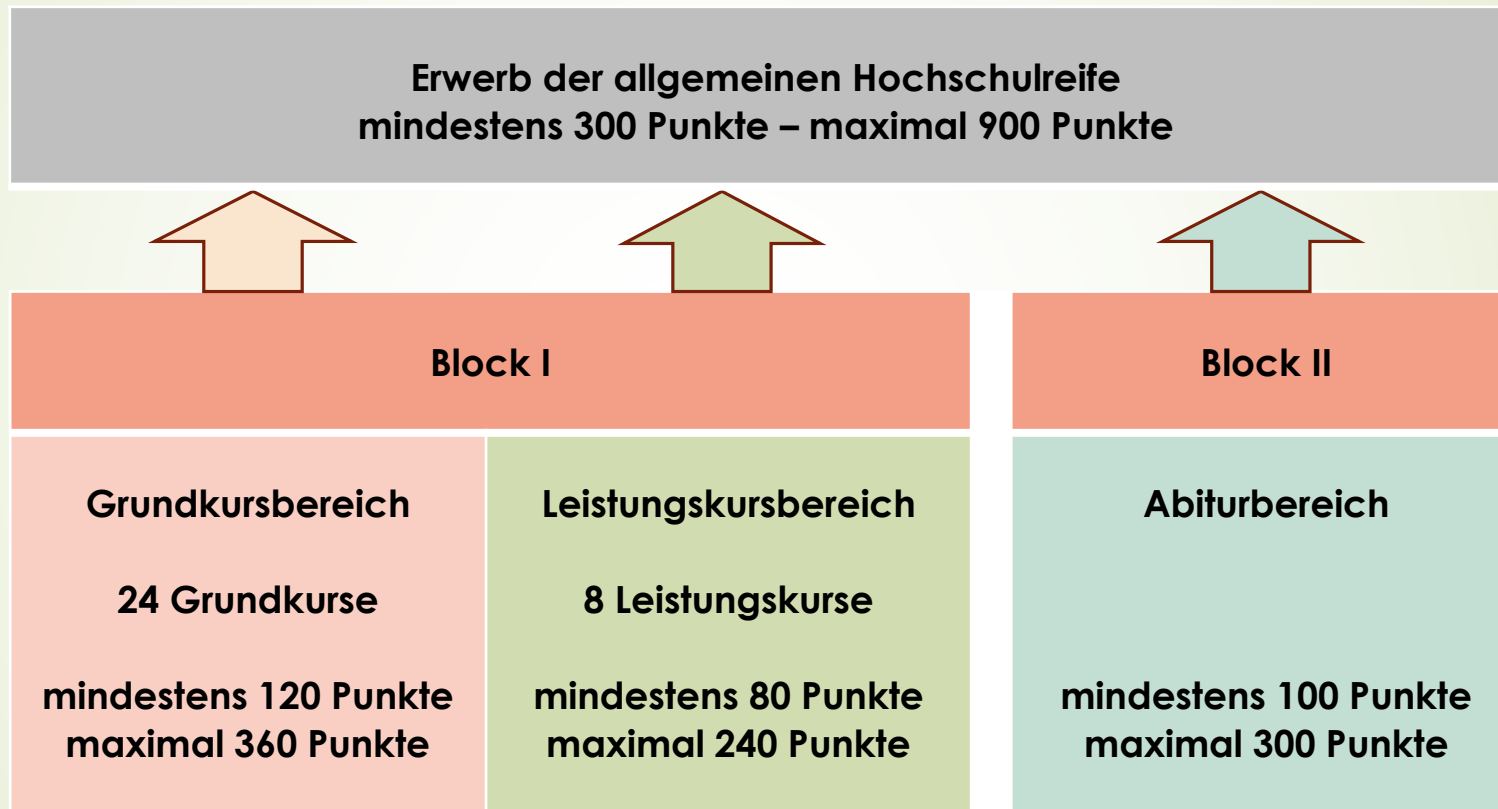 Erwerb der allgemeinen Hochschulreife
mindestens 300 Punkte – maximal 900 Punkte
Block I
Block II
Grundkursbereich
24 Grundkurse
mindestens 120 Punkte
maximal 360 Punkte
Leistungskursbereich
8 Leistungskurse
mindestens 80 Punkte
maximal 240 Punkte
Abiturbereich
mindestens 100 Punkte
maximal 300 Punkte